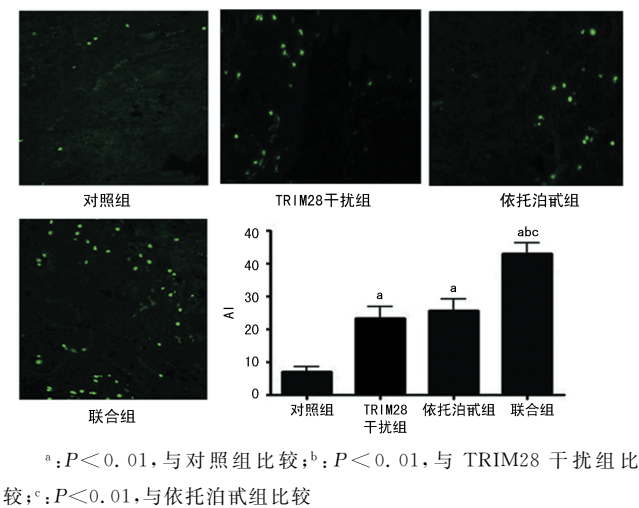 对照组
TRIM28干扰组
依托泊甙组
联合组
40
40
30
20
10
0
AI
a
a
abc
对照组
TRIM28
干扰组
依托泊甙组
联合组
ᵃ:P<0.01,与对照组比较;ᵇ:P<0.01,与 TRIM28 干扰组比
较;ᶜ:P<0.01,与依托泊甙组比较